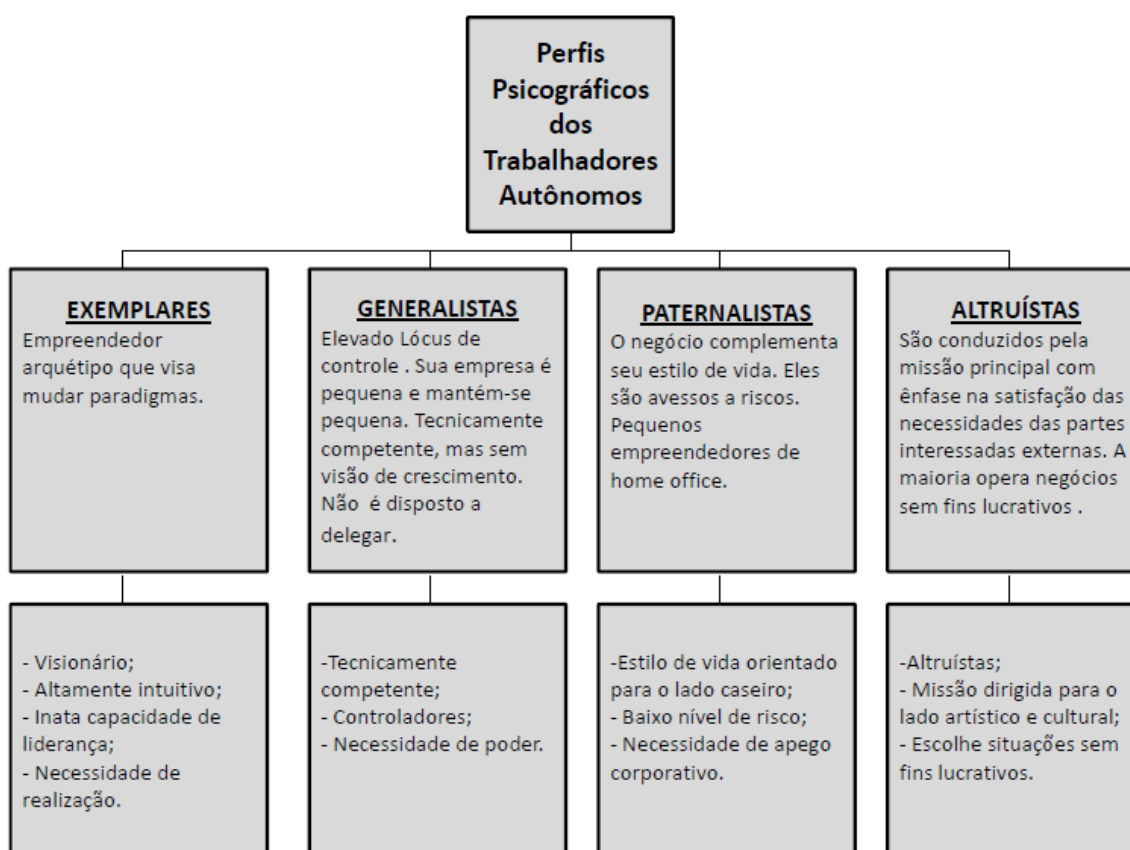 Perfis
Psicográficos
dos
Trabalhadores
Autônomos
EXEMPLARES
Empreendedor
arquétipo que visa
mudar paradigmas.
GENERALISTAS
Elevado Lócus de
controle . Sua empresa é
pequena e mantém-se
pequena. Tecnicamente
competente, mas sem
visão de crescimento.
Não é disposto a
delegar.
PATERNALISTAS
O negócio complementa
seu estilo de vida. Eles
são avessos a riscos.
Pequenos
empreendedores de
home office.
ALTRUÍSTAS
São conduzidos pela
missão principal com
ênfase na satisfação das
necessidades das partes
interessadas externas. A
maioria opera negócios
sem fins lucrativos .
- Visionário;
- Altamente intuitivo;
- Inata capacidade de
liderança;
- Necessidade de
realização.
-Tecnicamente
competente;
- Controladores;
- Necessidade de poder.
-Estilo de vida orientado
para o lado caseiro;
- Baixo nível de risco;
- Necessidade de apego
corporativo.
-Altruístas;
- Missão dirigida para o
lado artístico e cultural;
- Escolhe situações sem
fins lucrativos.